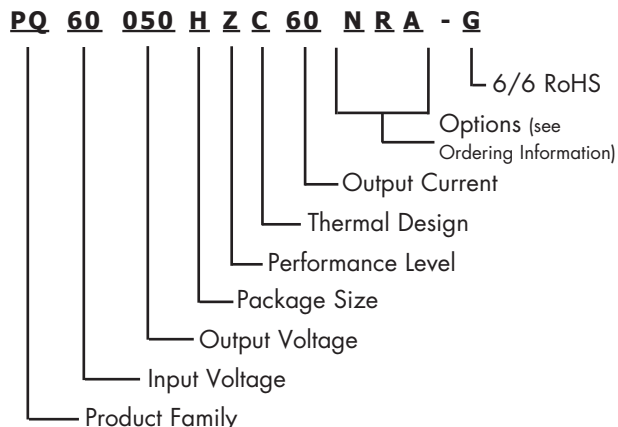 PQ 60 050 H Z C 60 N R A - G
6/6 RoHS
Options (see
Ordering Information)
Output Current
Thermal Design
Performance Level
Package Size
Output Voltage
Input Voltage
Product Family